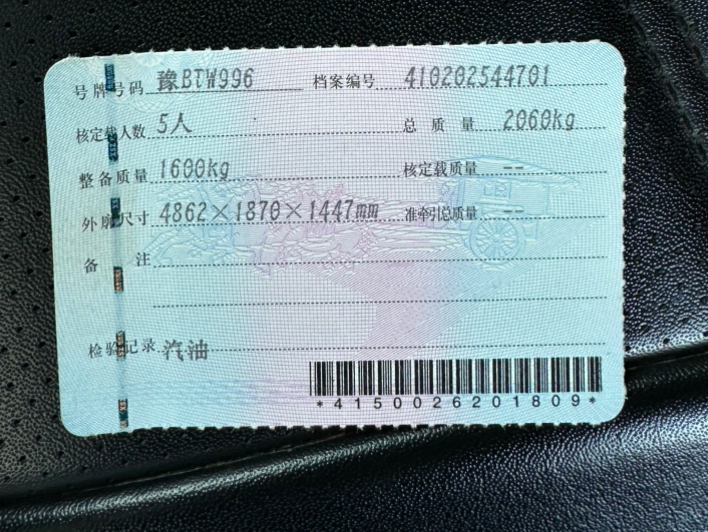 号牌号码 豫BTW996 档案编号 410202544701
核定载人数 5人 总质量 2060kg
整备质量 1600kg 核定载质量 --
外廓尺寸 4862×1870×1447mm 准牵引总质量 --
备注
检验记录 汽油
*4150026201809*